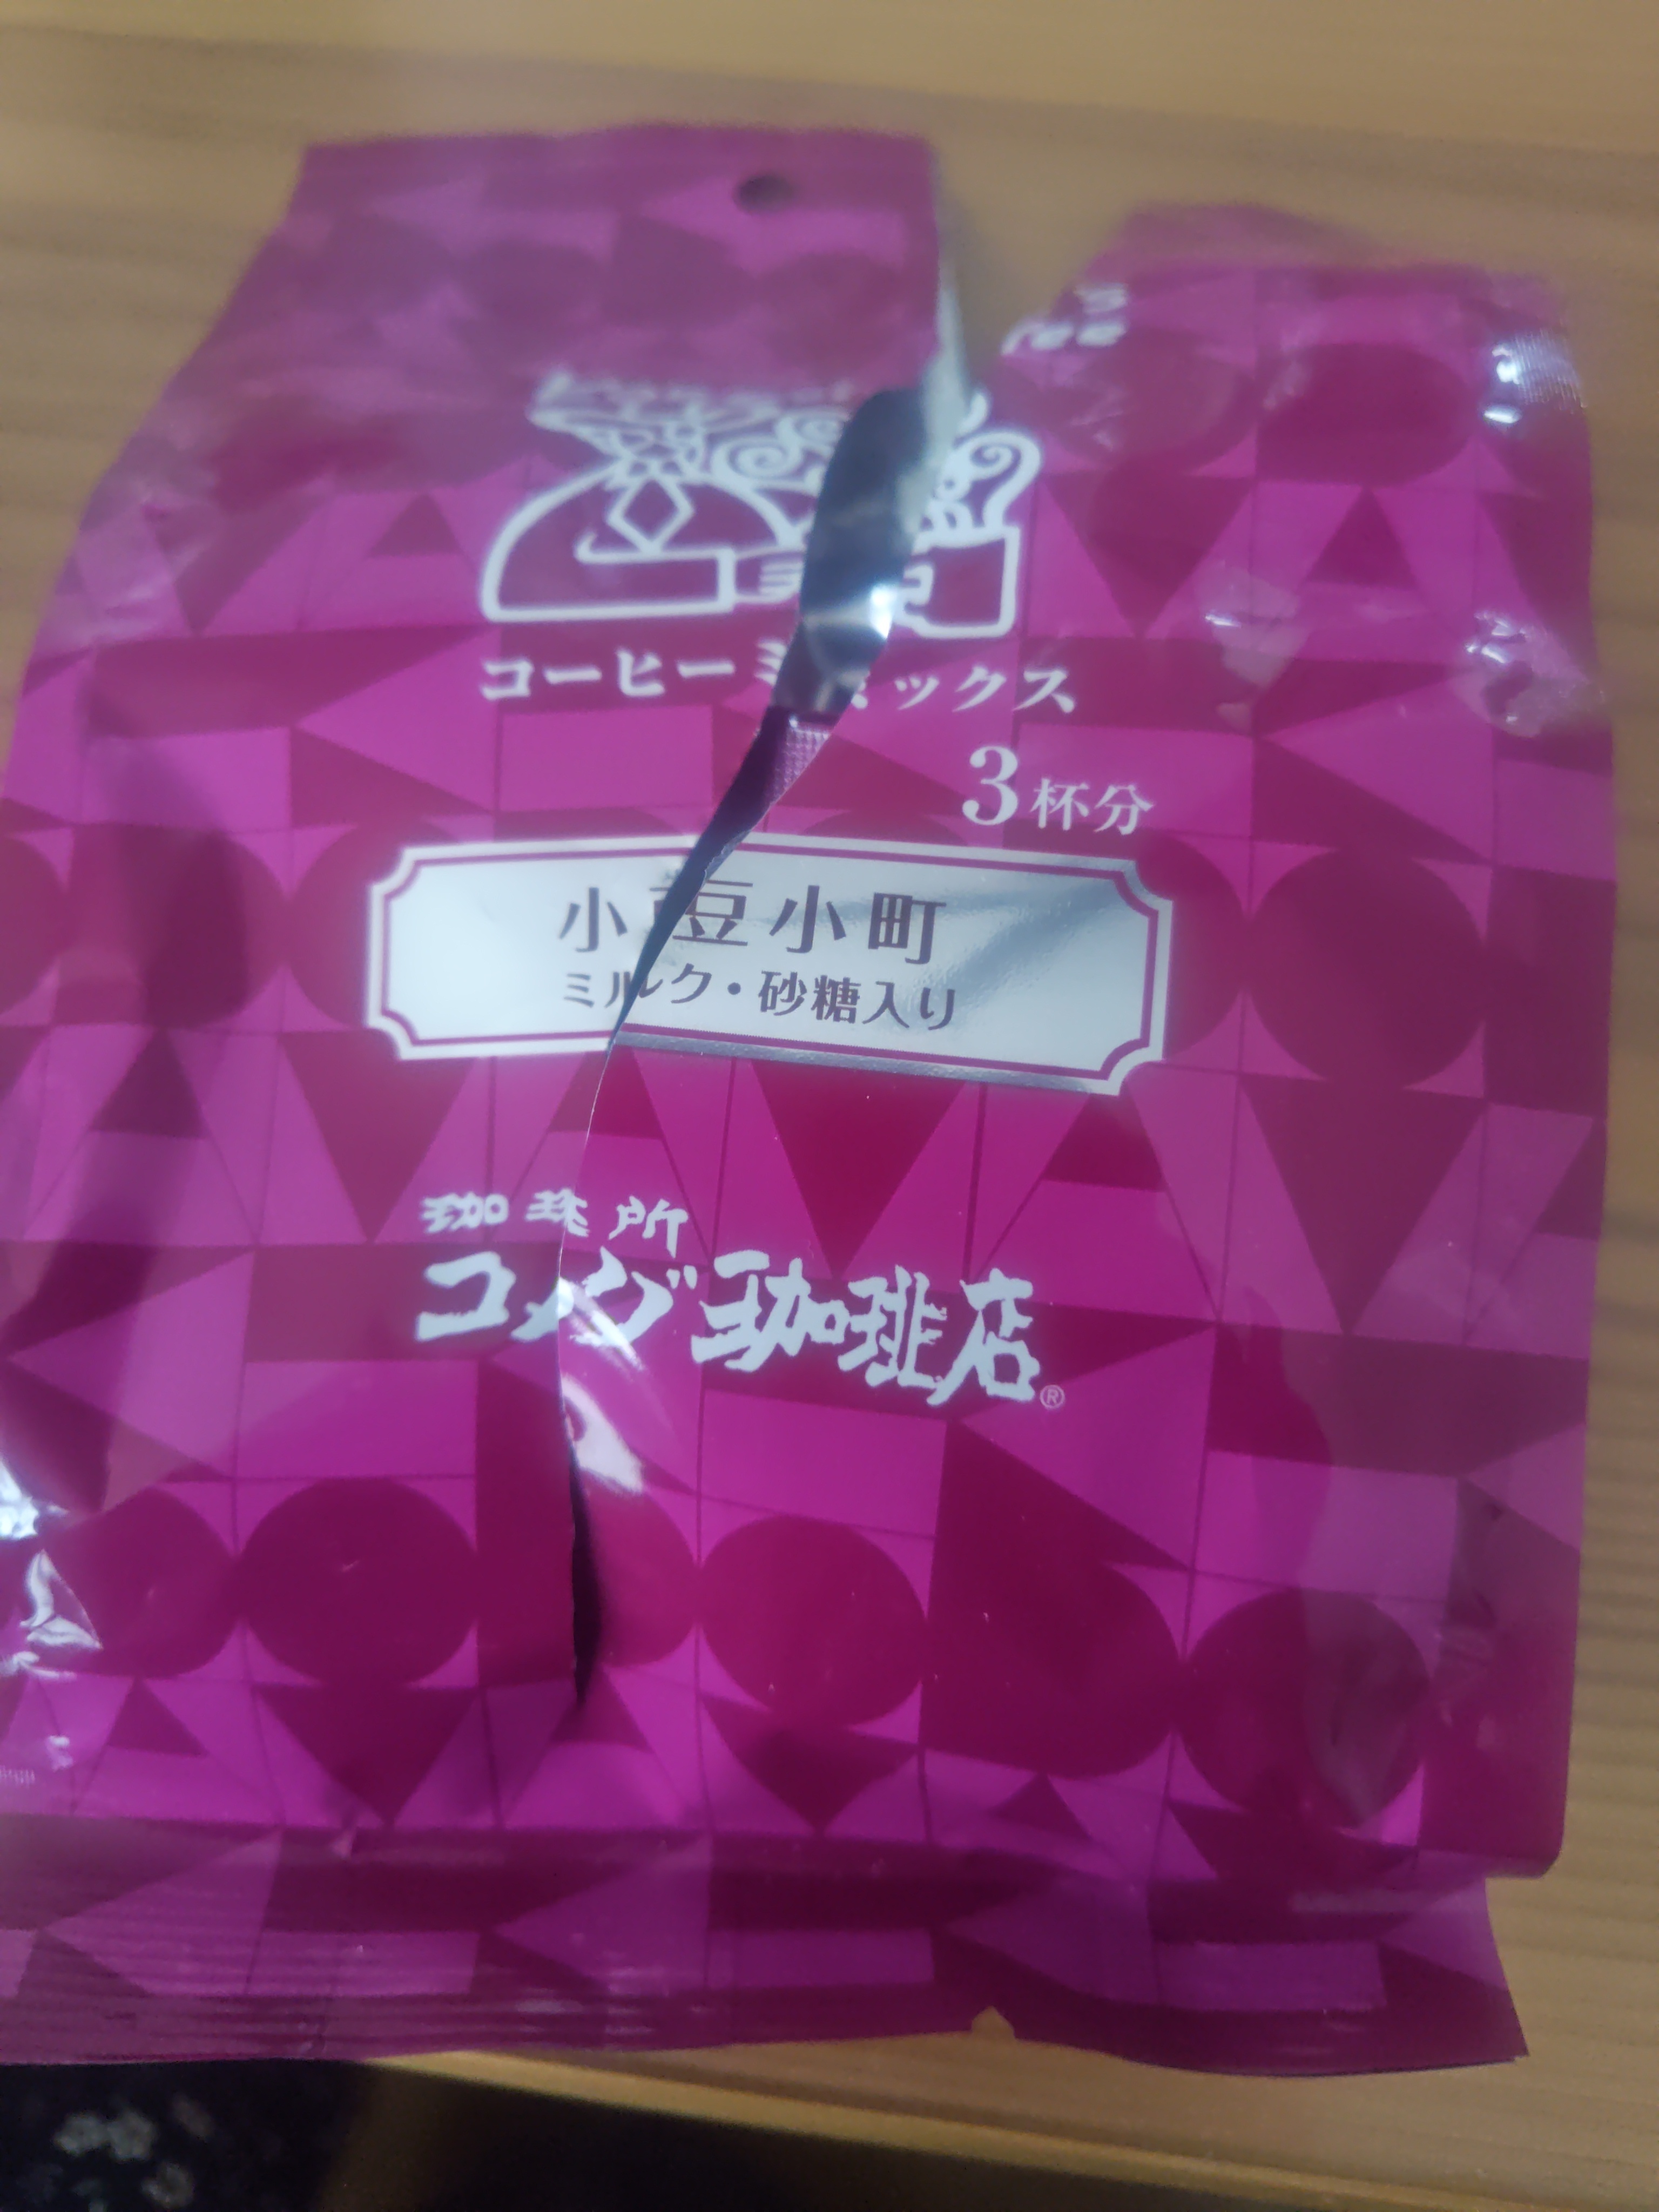 コーヒーミックス
3杯分
小豆小町
ミルク・砂糖入り
珈琲所
コメダ珈琲店®